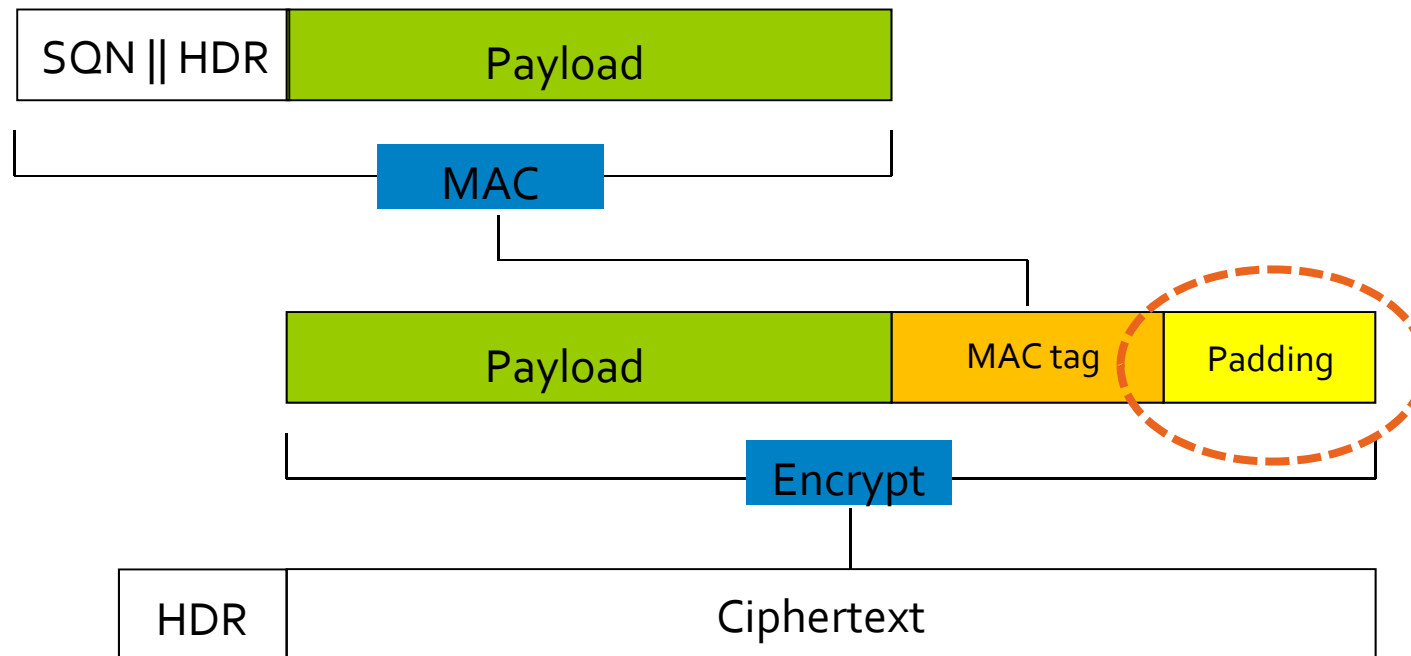 SQN || HDR Payload
MAC
Payload MAC tag Padding
Encrypt
HDR Ciphertext